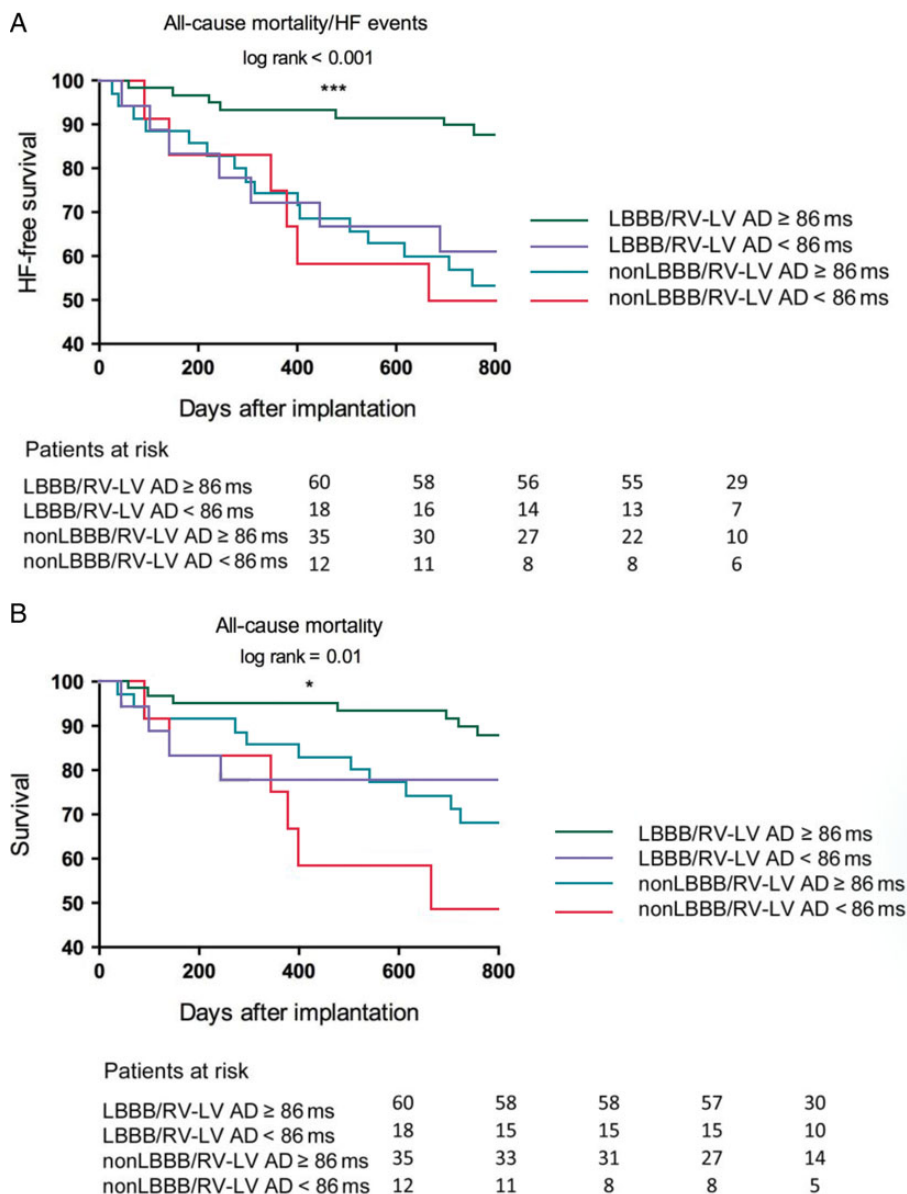 A
All-cause mortality/HF events
log rank < 0.001
***
100
90
80
70
60
50
40
HF-free survival
0 200 400 600 800
Days after implantation
LBBB/RV-LV AD ≥ 86 ms
LBBB/RV-LV AD < 86 ms
nonLBBB/RV-LV AD ≥ 86 ms
nonLBBB/RV-LV AD < 86 ms
Patients at risk
LBBB/RV-LV AD ≥ 86 ms 60 58 56 55 29
LBBB/RV-LV AD < 86 ms 18 16 14 13 7
nonLBBB/RV-LV AD ≥ 86 ms 35 30 27 22 10
nonLBBB/RV-LV AD < 86 ms 12 11 8 8 6
B
All-cause mortality
log rank = 0.01
*
100
90
80
70
60
50
40
Survival
0 200 400 600 800
Days after implantation
LBBB/RV-LV AD ≥ 86 ms
LBBB/RV-LV AD < 86 ms
nonLBBB/RV-LV AD ≥ 86 ms
nonLBBB/RV-LV AD < 86 ms
Patients at risk
LBBB/RV-LV AD ≥ 86 ms 60 58 58 57 30
LBBB/RV-LV AD < 86 ms 18 15 15 15 10
nonLBBB/RV-LV AD ≥ 86 ms 35 33 31 27 14
nonLBBB/RV-LV AD < 86 ms 12 11 8 8 5